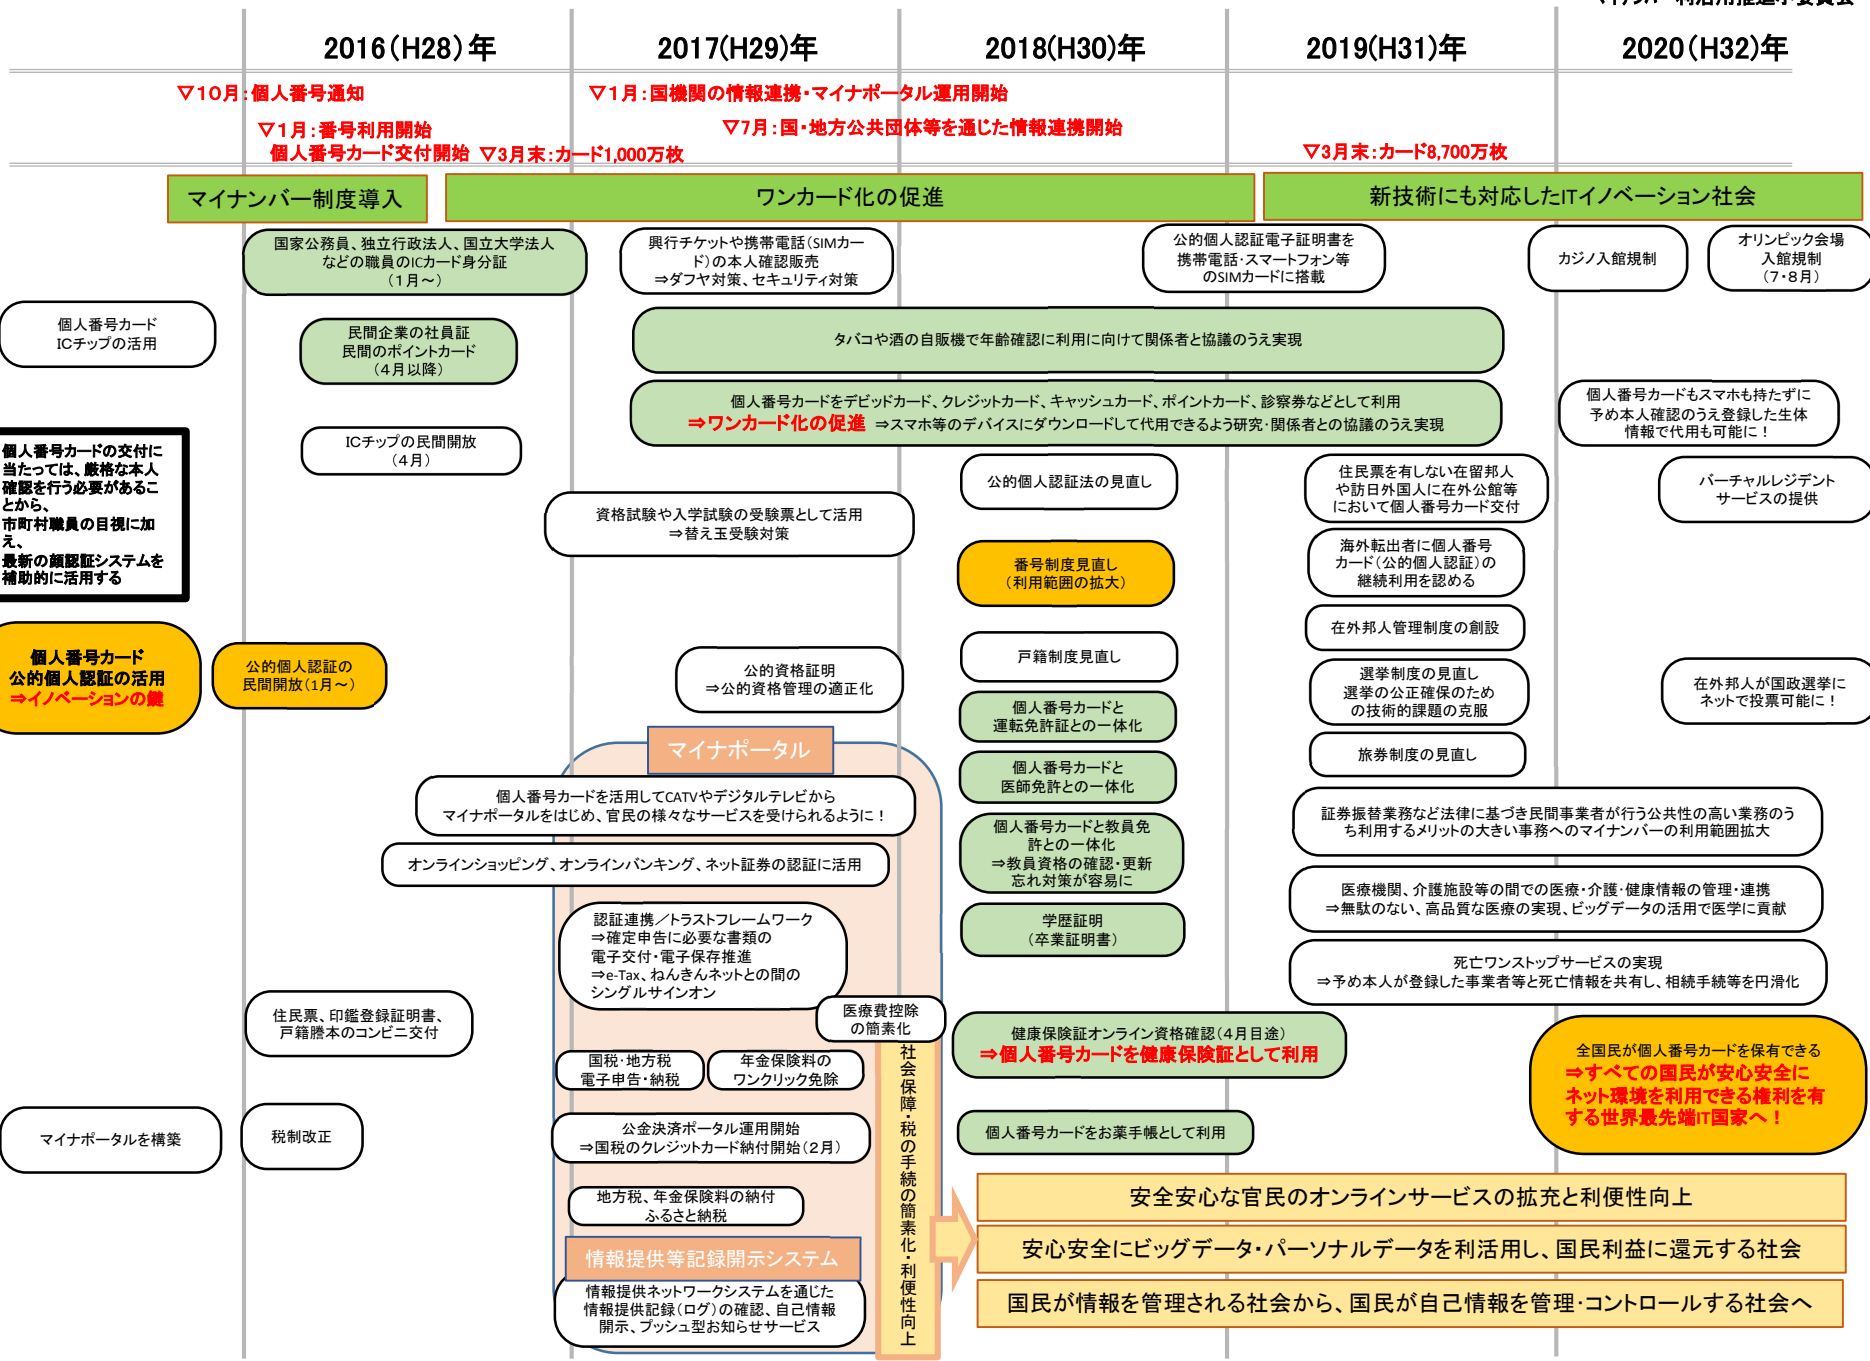 2016(H28)年
2017(H29)年
2018(H30)年
2019(H31)年
2020(H32)年
▽10月:個人番号通知
▽1月:国機関の情報連携・マイナポータル運用開始
▽1月:番号利用開始
個人番号カード交付開始
▽7月:国・地方公共団体等を通じた情報連携開始
▽3月末:カード1,000万枚
▽3月末:カード8,700万枚
マイナンバー制度導入
ワンカード化の促進
新技術にも対応したITイノベーション社会
国家公務員、独立行政法人、国立大学法人
などの職員のICカード身分証
(1月~)
興行チケットや携帯電話(SIMカー
ド)の本人確認販売
⇒ダフヤ対策、セキュリティ対策
公的個人認証電子証明書を
携帯電話・スマートフォン等
のSIMカードに搭載
カジノ入館規制
オリンピック会場
入館規制
(7・8月)
個人番号カード
ICチップの活用
民間企業の社員証
民間のポイントカード
(4月以降)
タバコや酒の自販機で年齢確認に利用に向けて関係者と協議のうえ実現
個人番号カードをデビッドカード、クレジットカード、キャッシュカード、ポイントカード、診察券などとして利用
⇒ワンカード化の促進 ⇒スマホ等のデバイスにダウンロードして代用できるよう研究・関係者との協議のうえ実現
個人番号カードもスマホも持たずに
予め本人確認のうえ登録した生体
情報で代用も可能に!
個人番号カードの交付に
当たっては、厳格な本人
確認を行う必要があるこ
とから、
市町村職員の目視に加
え、
最新の顔認証システムを
補助的に活用する
ICチップの民間開放
(4月)
資格試験や入学試験の受験票として活用
⇒替え玉受験対策
公的個人認証法の見直し
住民票を有しない在留邦人
や訪日外国人に在外公館等
において個人番号カード交付
バーチャルレジデント
サービスの提供
番号制度見直し
(利用範囲の拡大)
海外転出者に個人番号
カード(公的個人認証)の
継続利用を認める
在外邦人管理制度の創設
個人番号カード
公的個人認証の活用
⇒イノベーションの鍵
公的個人認証の
民間開放(1月~)
公的資格証明
⇒公的資格管理の適正化
戸籍制度見直し
選挙制度の見直し
選挙の公正確保のため
の技術的課題の克服
在外邦人が国政選挙に
ネットで投票可能に!
個人番号カードと
運転免許証との一体化
旅券制度の見直し
マイナポータル
個人番号カードと
医師免許との一体化
個人番号カードを活用してCATVやデジタルテレビから
マイナポータルをはじめ、官民の様々なサービスを受けられるように!
証券振替業務など法律に基づき民間事業者が行う公共性の高い業務のう
ち利用するメリットの大きい事務へのマイナンバーの利用範囲拡大
個人番号カードと教員免
許との一体化
⇒教員資格の確認・更新
忘れ対策が容易に
オンラインショッピング、オンラインバンキング、ネット証券の認証に活用
医療機関、介護施設等の間での医療・介護・健康情報の管理・連携
⇒無駄のない、高品質な医療の実現、ビッグデータの活用で医学に貢献
認証連携/トラストフレームワーク
⇒確定申告に必要な書類の
電子交付・電子保存推進
⇒e-Tax、ねんきんネットとの間の
シングルサインオン
学歴証明
(卒業証明書)
死亡ワンストップサービスの実現
⇒予め本人が登録した事業者等と死亡情報を共有し、相続手続等を円滑化
住民票、印鑑登録証明書、
戸籍謄本のコンビニ交付
医療費控除
の簡素化
健康保険証オンライン資格確認(4月目途)
⇒個人番号カードを健康保険証として利用
国税・地方税
電子申告・納税
年金保険料の
ワンクリック免除
全国民が個人番号カードを保有できる
⇒すべての国民が安心安全に
ネット環境を利用できる権利を有
する世界最先端IT国家へ!
マイナポータルを構築
税制改正
公金決済ポータル運用開始
⇒国税のクレジットカード納付開始(2月)
個人番号カードをお薬手帳として利用
社会保障・税の手続の簡素化・利便性向上
地方税、年金保険料の納付
ふるさと納税
情報提供等記録開示システム
情報提供ネットワークシステムを通じた
情報提供記録(ログ)の確認、自己情報
開示、プッシュ型お知らせサービス
安全安心な官民のオンラインサービスの拡充と利便性向上
安心安全にビッグデータ・パーソナルデータを利活用し、国民利益に還元する社会
国民が情報を管理される社会から、国民が自己情報を管理・コントロールする社会へ